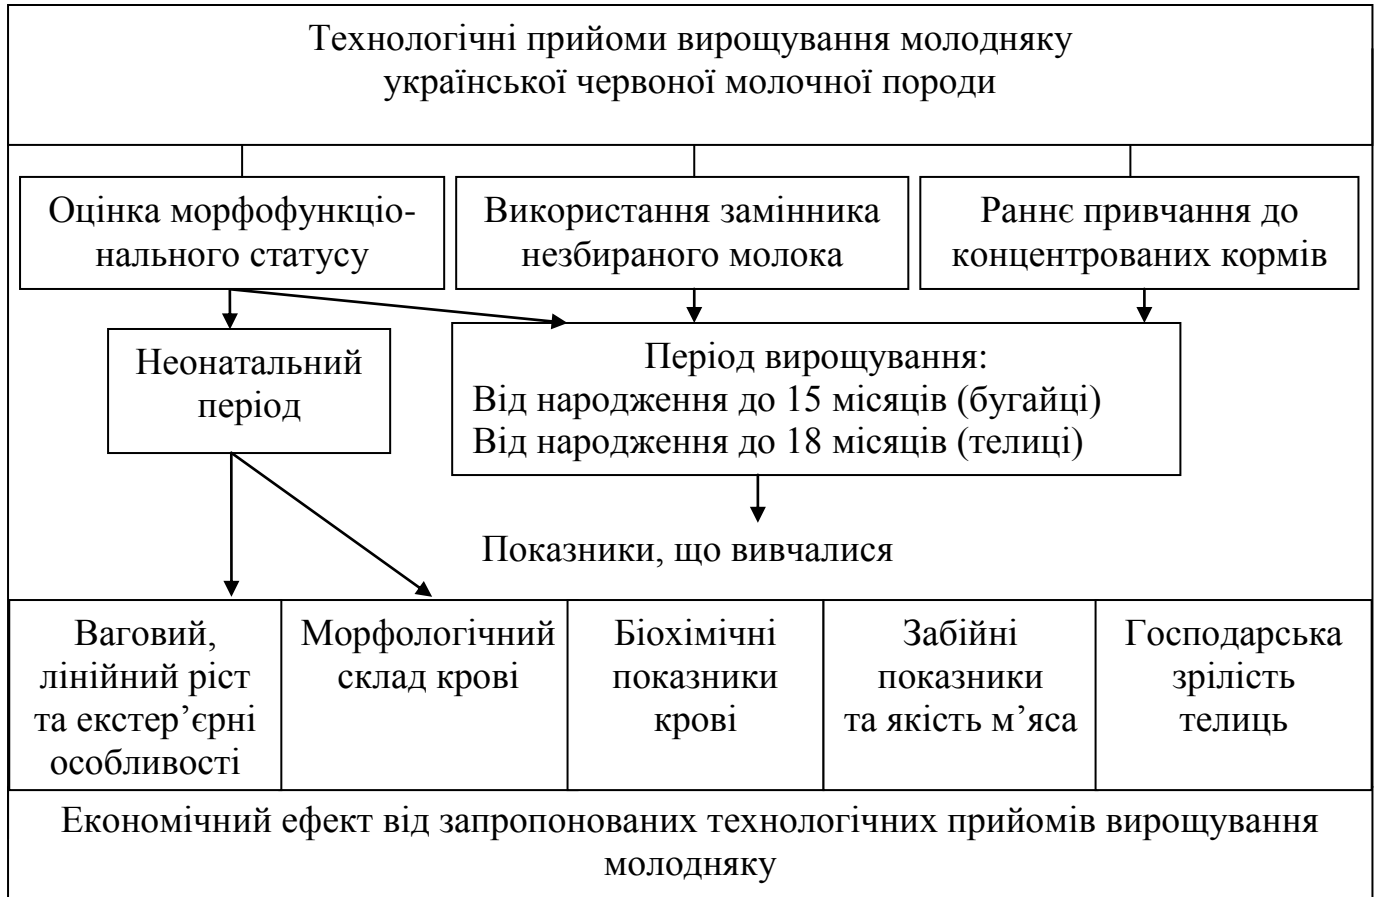 Технологічні прийоми вирощування молодняку
української червоної молочної породи
Оцінка морфофункціо-
нального статусу
Використання замінника
незбираного молока
Раннє привчання до
концентрованих кормів
Неонатальний
період
Період вирощування:
Від народження до 15 місяців (бугайці)
Від народження до 18 місяців (телиці)
Показники, що вивчалися
Ваговий,
лінійний ріст
та екстер’єрні
особливості
Морфологічний
склад крові
Біохімічні
показники
крові
Забійні
показники
та якість м’яса
Господарська
зрілість
телиць
Економічний ефект від запропонованих технологічних прийомів вирощування
молодняку